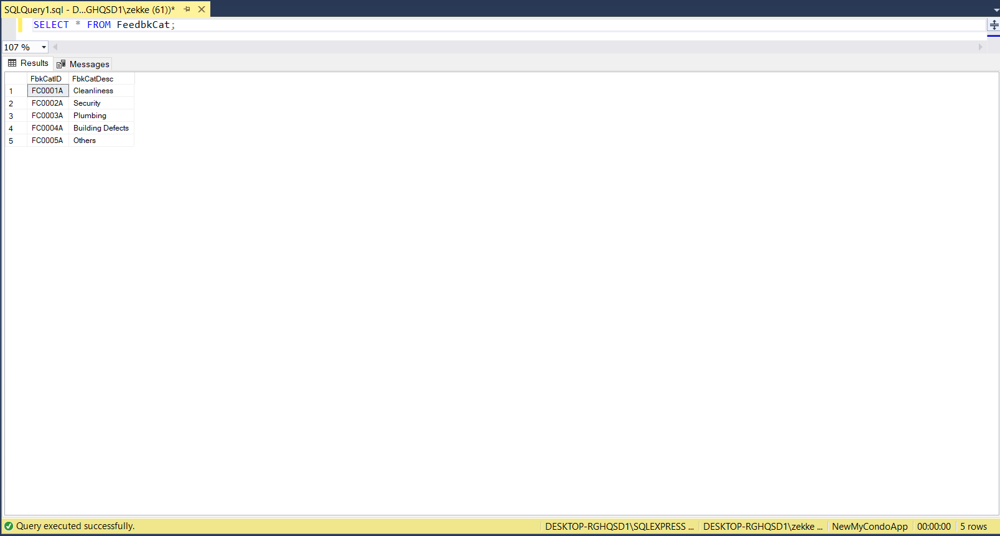 SQLQuery1.sql - D...GHQSD1\zekke (61))*
SELECT * FROM FeedbkCat;
107 %
Results Messages
FbkCatID FbkCatDesc
1 FC0001A Cleanliness
2 FC0002A Security
3 FC0003A Plumbing
4 FC0004A Building Defects
5 FC0005A Others
Query executed successfully. DESKTOP-RGHQSD1\SQLEXPRESS ... DESKTOP-RGHQSD1\zekke ... NewMyCondoApp 00:00:00 5 rows